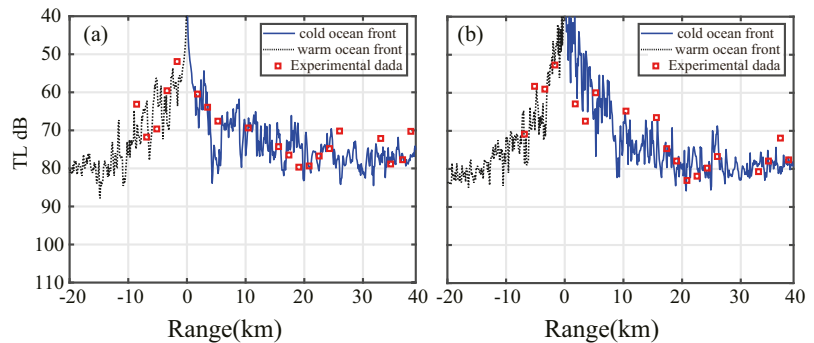 (a)
cold ocean front
warm ocean front
Experimental dada
(b)
cold ocean front
warm ocean front
Experimental dada
TL dB
40
50
60
70
80
90
100
110
-20 -10 0 10 20 30 40
-20 -10 0 10 20 30 40
Range(km)
Range(km)